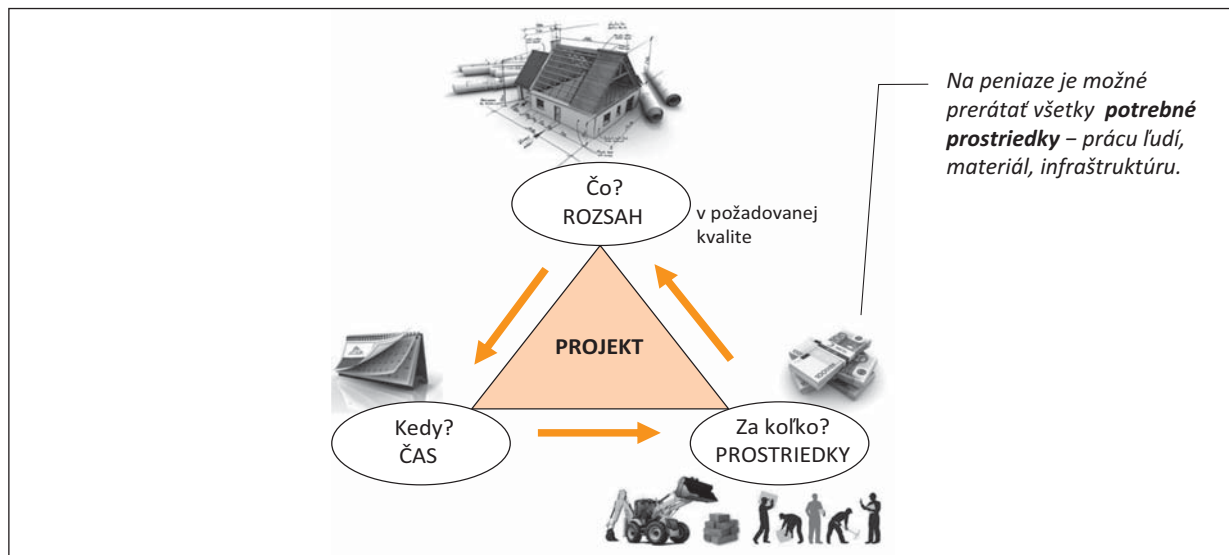 Na peniaze je možné
prerátať všetky potrebné
prostriedky – prácu ľudí,
materiál, infraštruktúru.
Čo?
ROZSAH
v požadovanej
kvalite
PROJEKT
Kedy?
ČAS
Za koľko?
PROSTRIEDKY